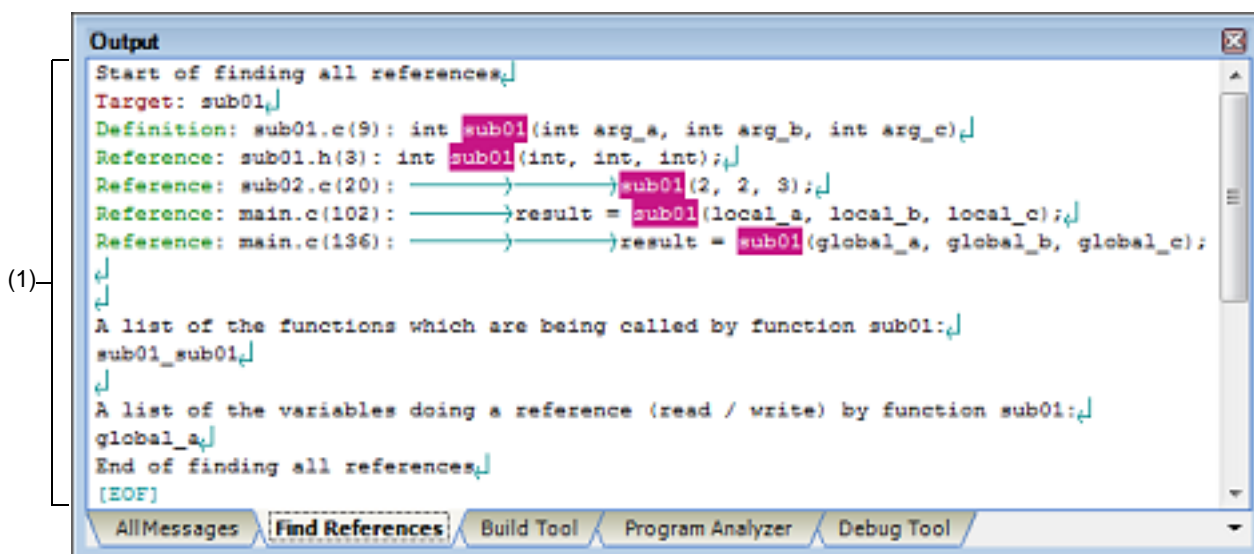 Output
Start of finding all references
Target: sub01
Definition: sub01.c(9): int sub01(int arg_a, int arg_b, int arg_c)
Reference: sub01.h(3): int sub01(int, int, int);
Reference: sub02.c(20): sub01(2, 2, 3);
Reference: main.c(102): result = sub01(local_a, local_b, local_c);
Reference: main.c(136): result = sub01(global_a, global_b, global_c);
(1)
A list of the functions which are being called by function sub01:
sub01_sub01
A list of the variables doing a reference (read / write) by function sub01:
global_a
End of finding all references
[EOF]
All Messages Find References Build Tool Program Analyzer Debug Tool